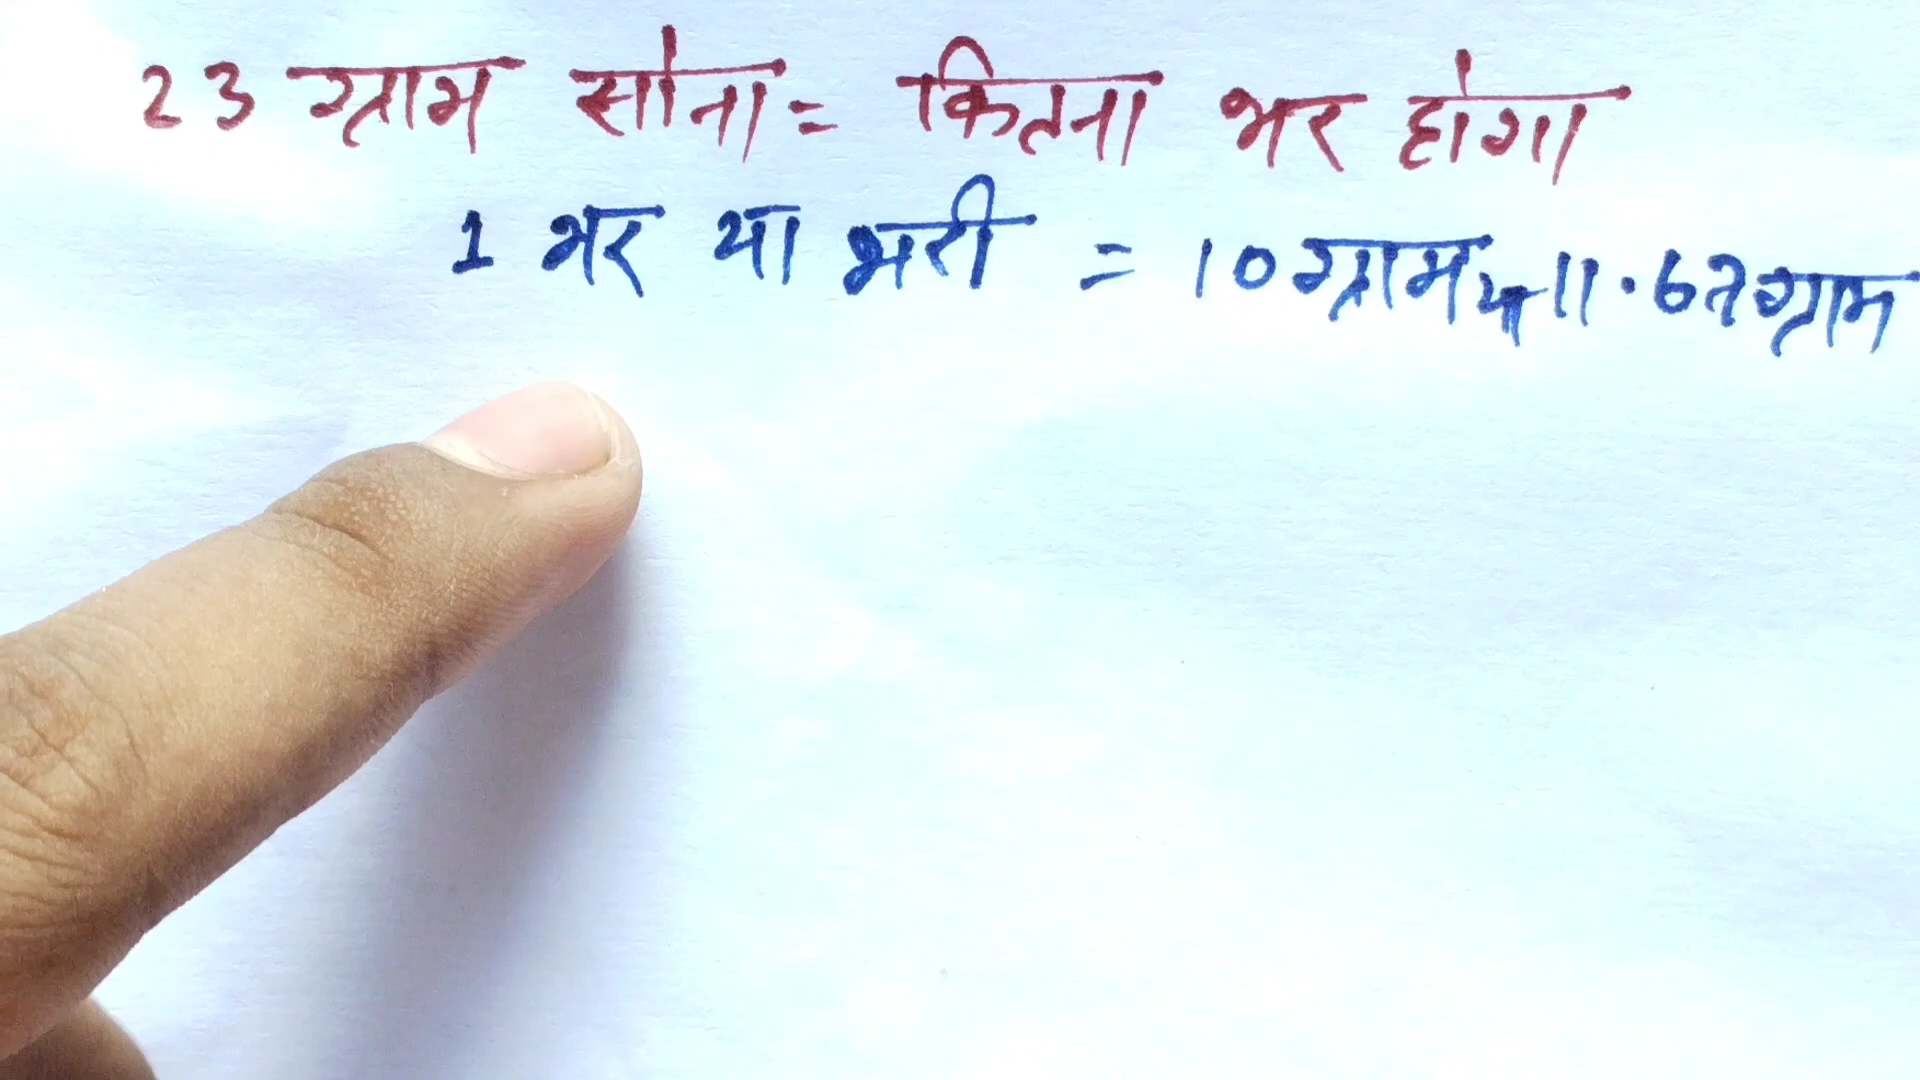 23 ग्राम सोना = कितना भर होगा
1 भर या भरी = 10 ग्राम या 11.67 ग्राम